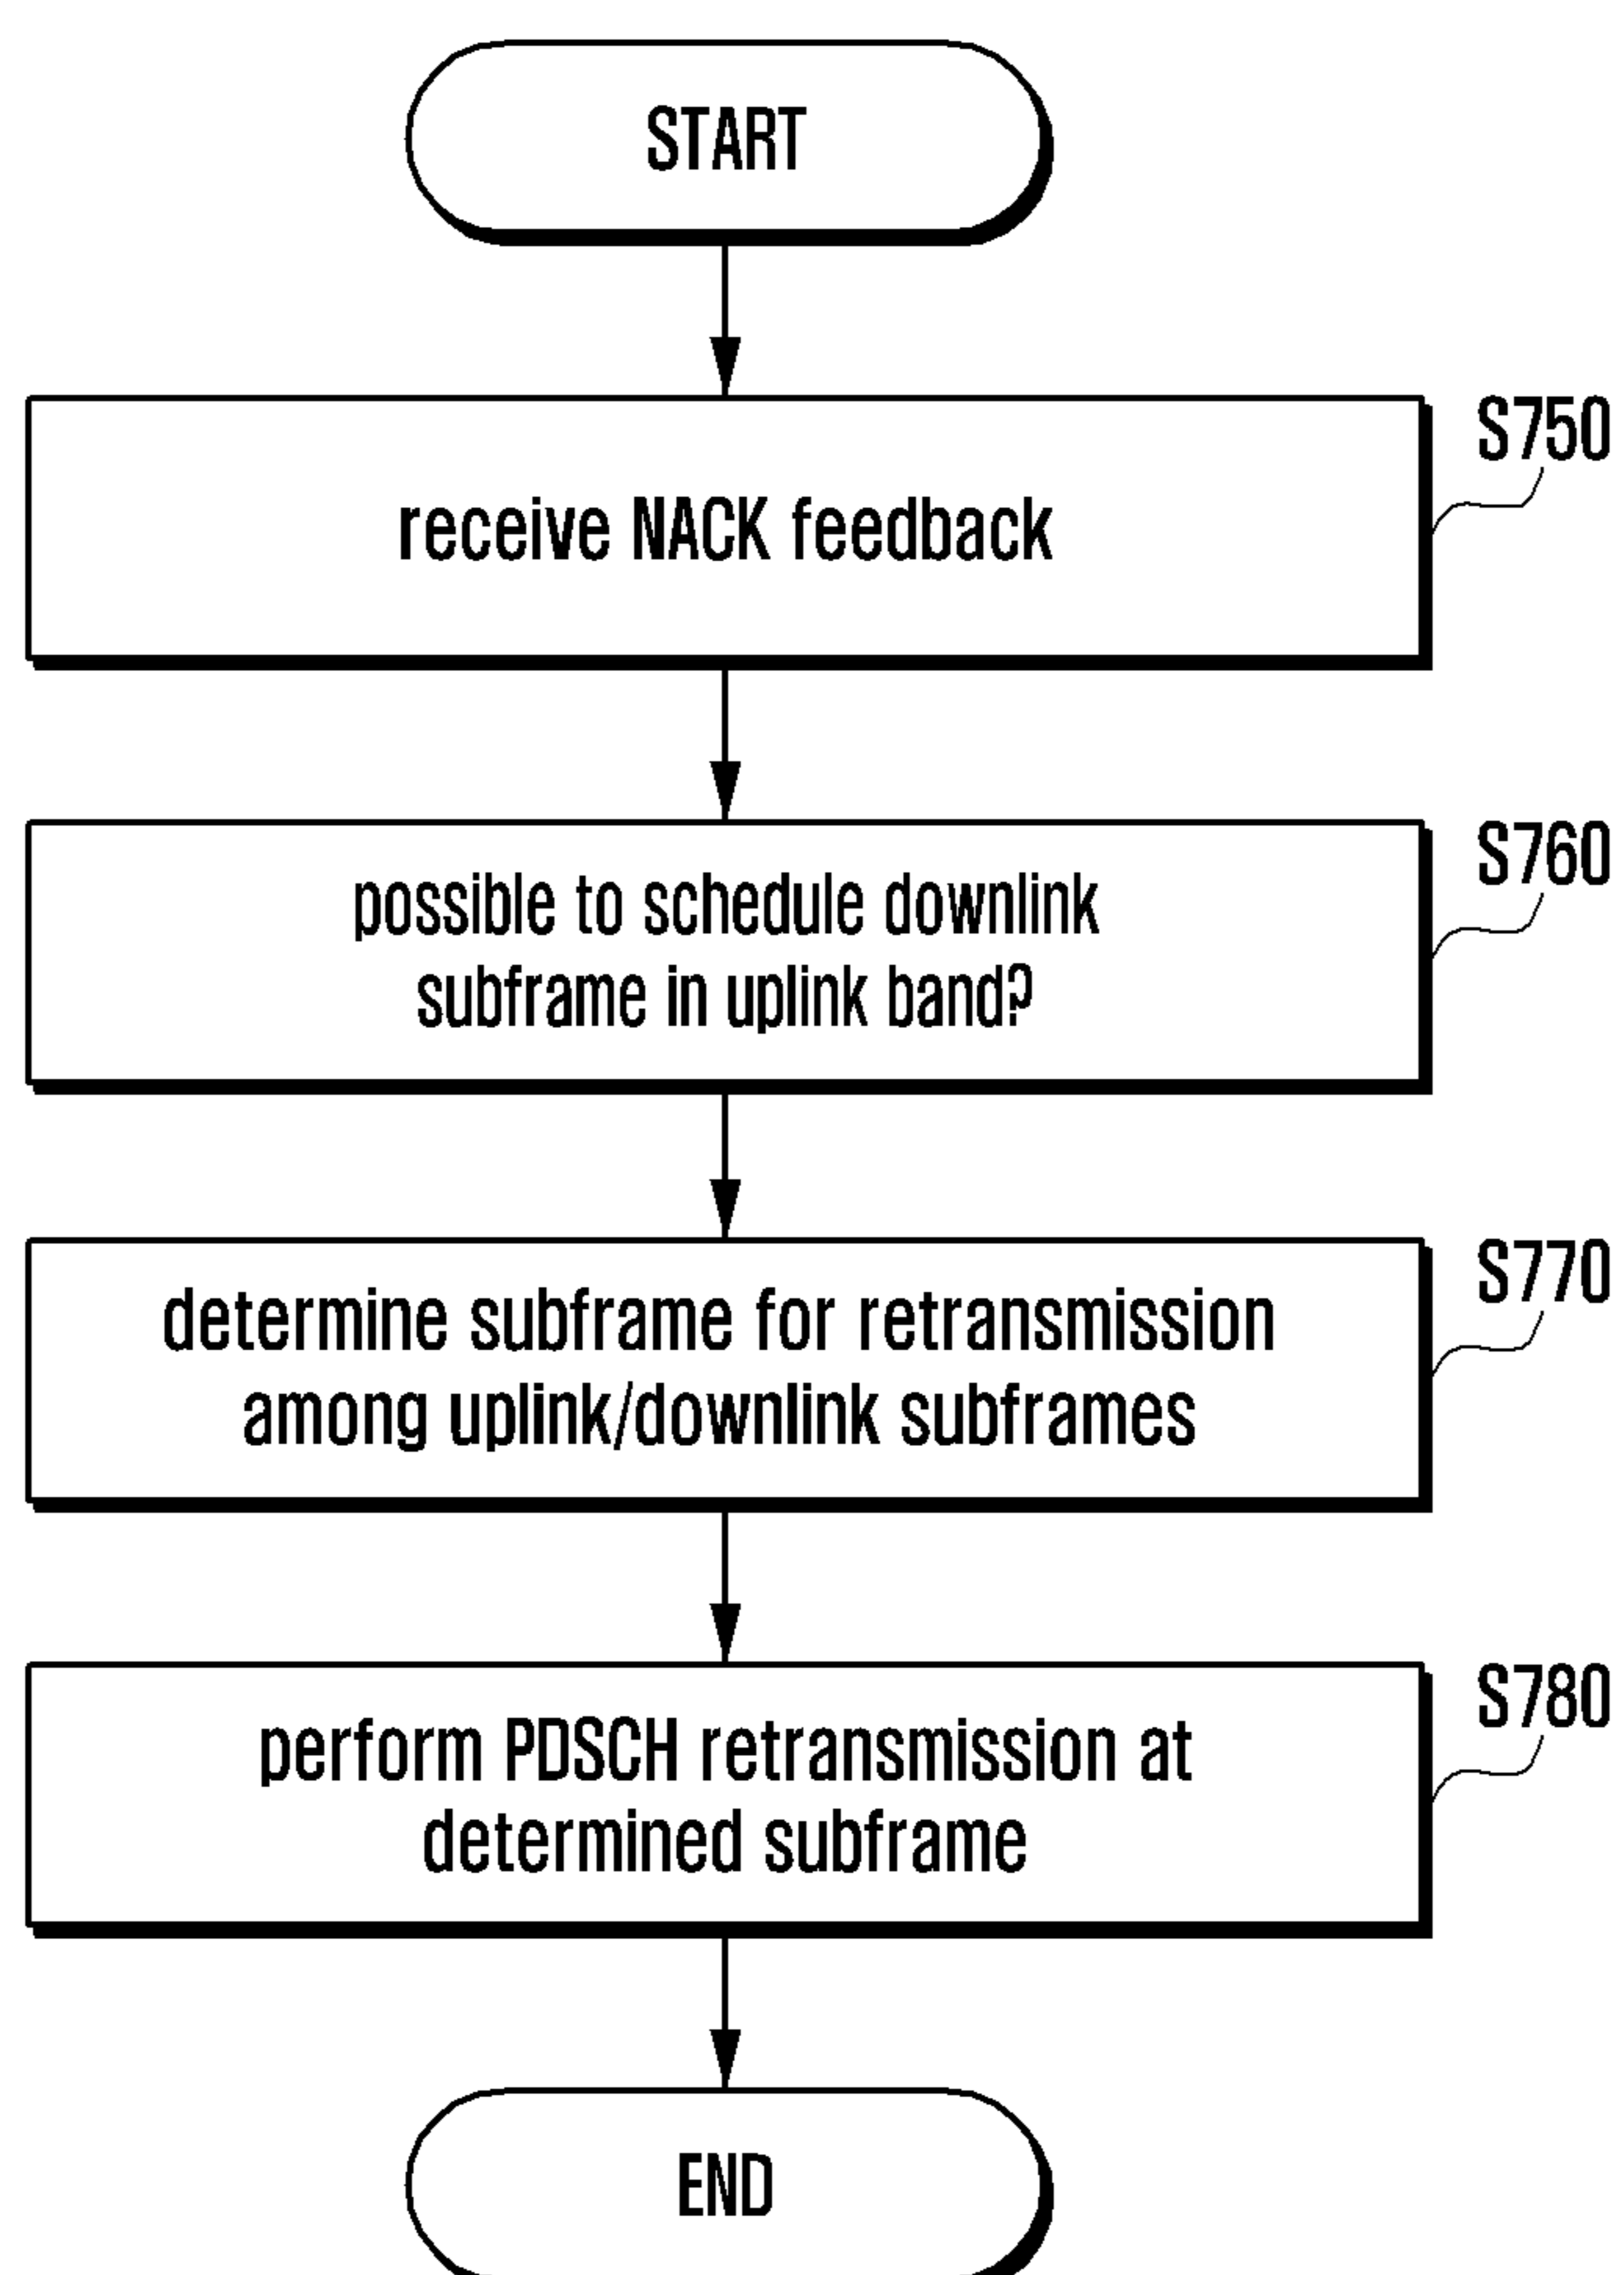 START
S750
receive NACK feedback
S760
possible to schedule downlink
subframe in uplink band?
S770
determine subframe for retransmission
among uplink/downlink subframes
S780
perform PDSCH retransmission at
determined subframe
END